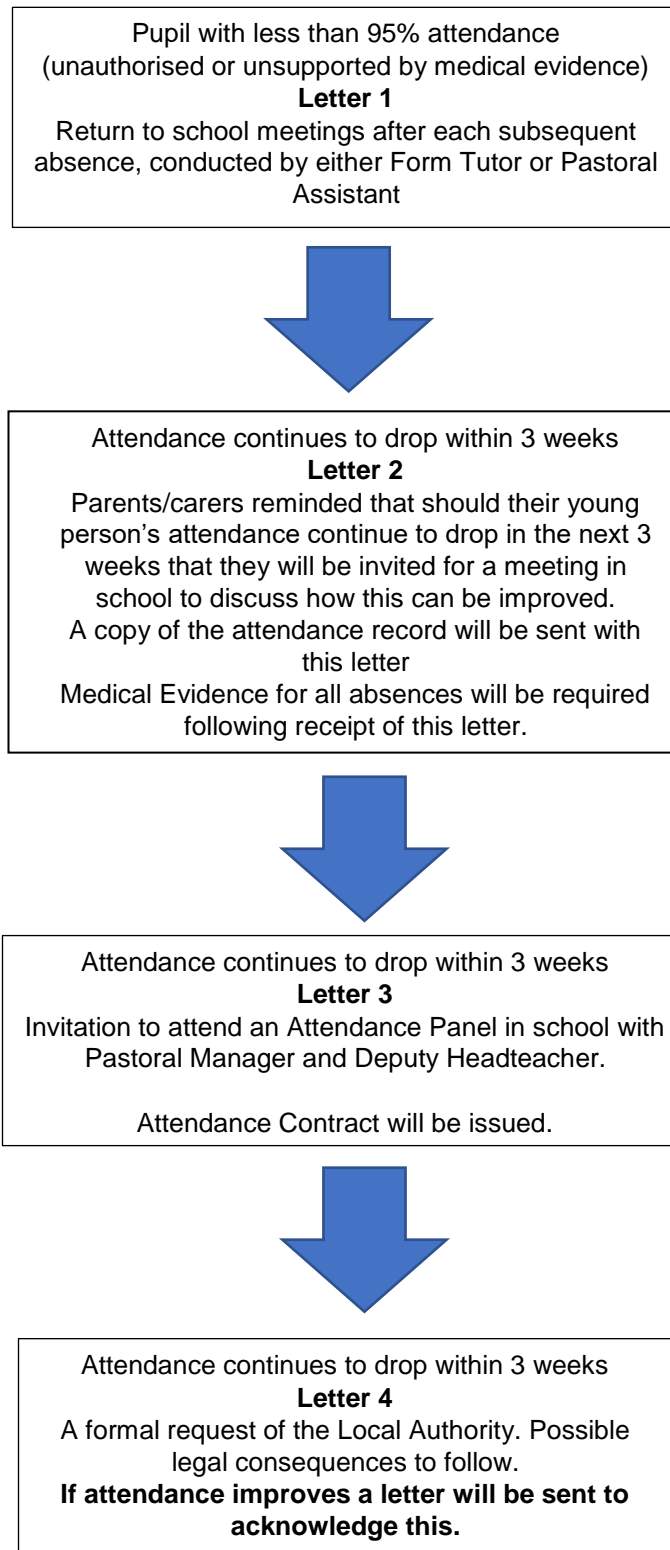 Pupil with less than 95% attendance
(unauthorised or unsupported by medical evidence)
Letter 1
Return to school meetings after each subsequent
absence, conducted by either Form Tutor or Pastoral
Assistant
Attendance continues to drop within 3 weeks
Letter 2
Parents/carers reminded that should their young
person’s attendance continue to drop in the next 3
weeks that they will be invited for a meeting in
school to discuss how this can be improved.
A copy of the attendance record will be sent with
this letter
Medical Evidence for all absences will be required
following receipt of this letter.
Attendance continues to drop within 3 weeks
Letter 3
Invitation to attend an Attendance Panel in school with
Pastoral Manager and Deputy Headteacher.
Attendance Contract will be issued.
Attendance continues to drop within 3 weeks
Letter 4
A formal request of the Local Authority. Possible
legal consequences to follow.
If attendance improves a letter will be sent to
acknowledge this.